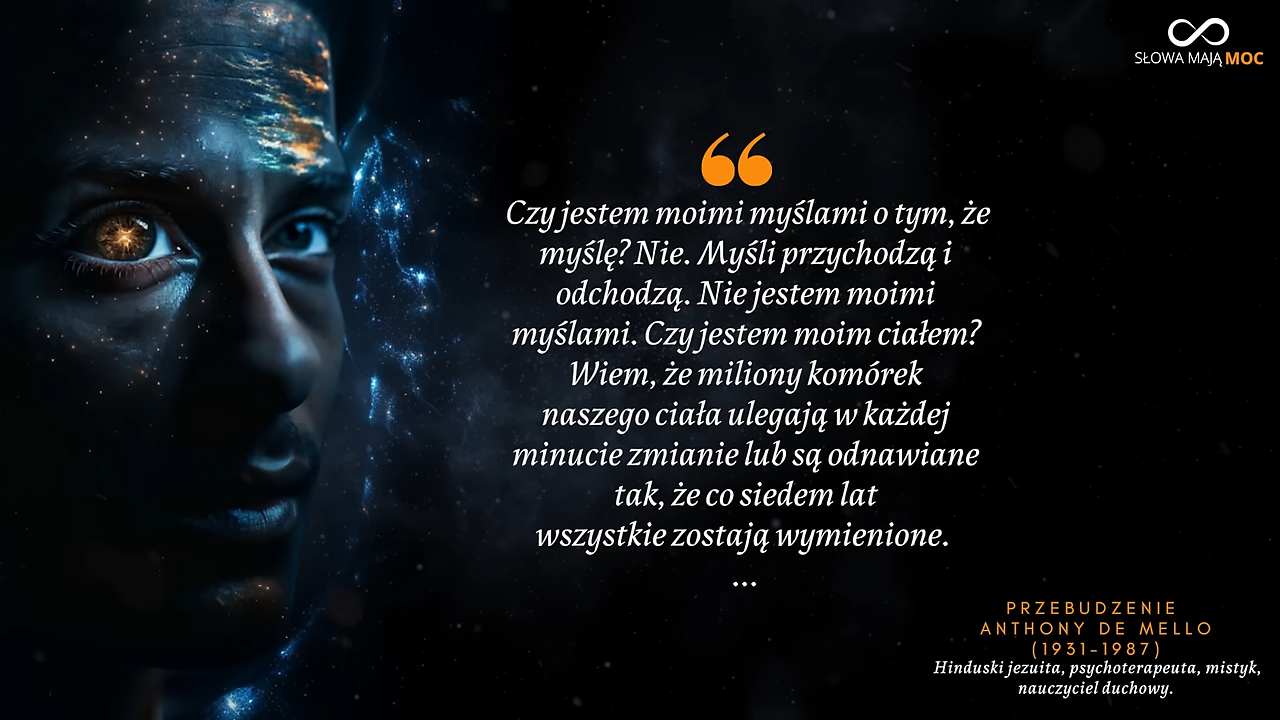 SŁOWA MAJĄ MOC
Czy jestem moimi myślami o tym, że
myślę? Nie. Myśli przychodzą i
odchodzą. Nie jestem moimi
myślami. Czy jestem moim ciałem?
Wiem, że miliony komórek
naszego ciała ulegają w każdej
minucie zmianie lub są odnawiane
tak, że co siedem lat
wszystkie zostają wymienione.
...
PRZEBUDZENIE
ANTHONY DE MELLO
(1931-1987)
Hinduski jezuita, psychoterapeuta, mistyk,
nauczyciel duchowy.